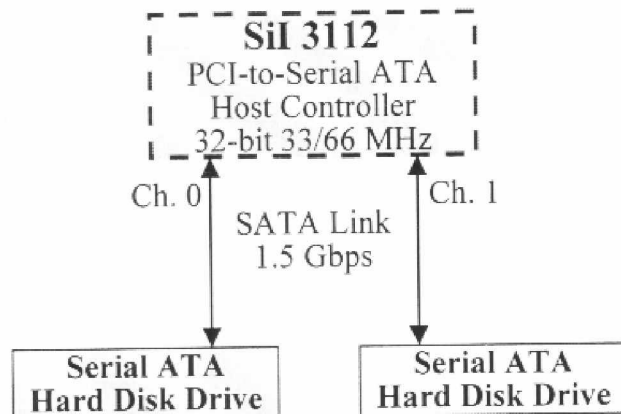 SiI 3112
PCI-to-Serial ATA
Host Controller
32-bit 33/66 MHz
Ch. 0
Ch. 1
SATA Link
1.5 Gbps
Serial ATA
Hard Disk Drive
Serial ATA
Hard Disk Drive